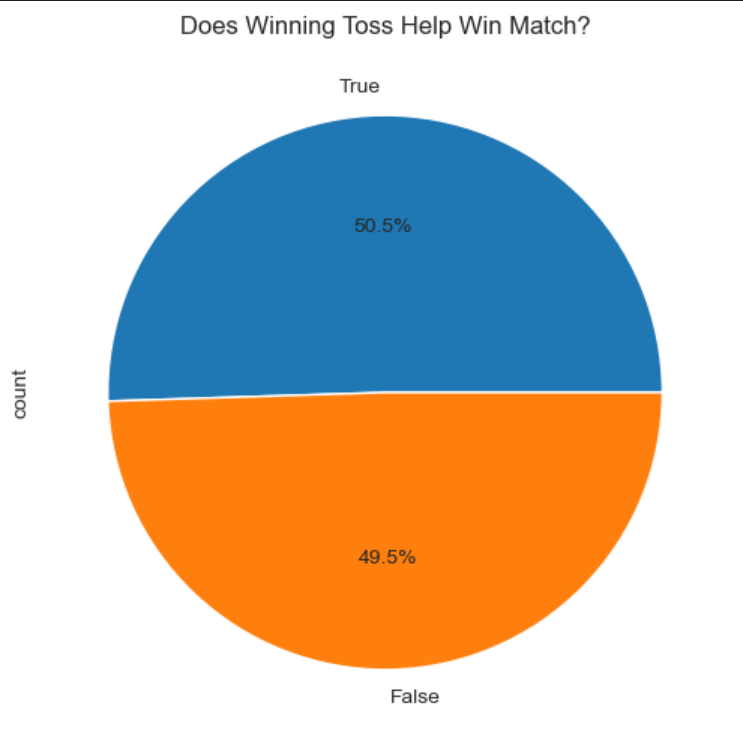 Does Winning Toss Help Win Match?
True
50.5%
count
49.5%
False